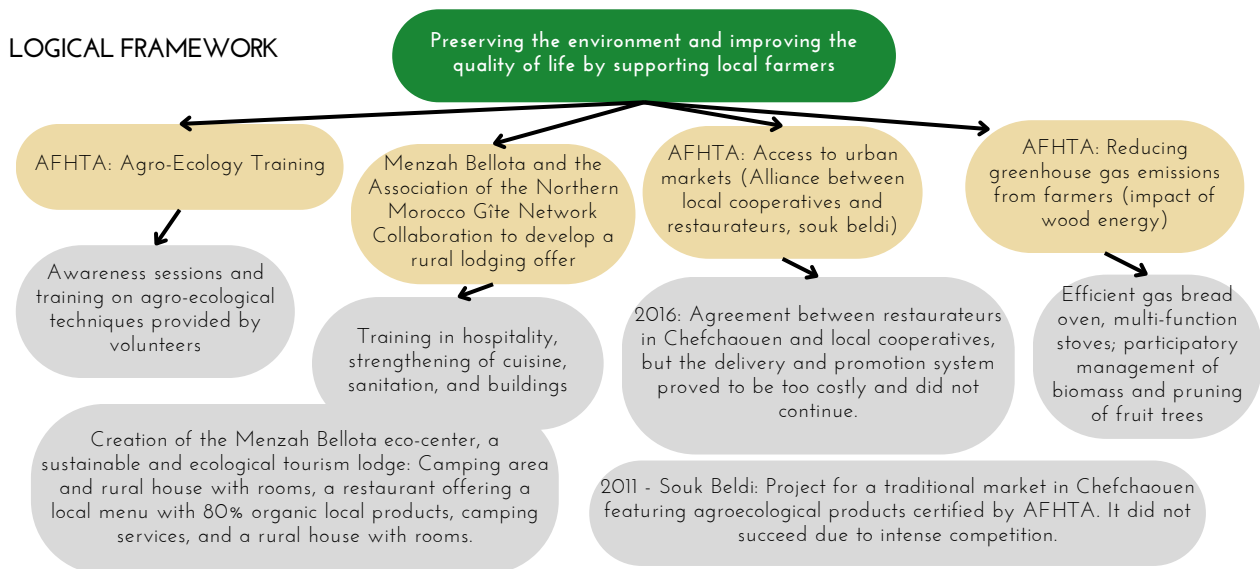 LOGICAL FRAMEWORK
Preserving the environment and improving the
quality of life by supporting local farmers
AFHTA: Agro-Ecology Training
Menzah Bellota and the
Association of the Northern
Morocco Gîte Network
Collaboration to develop a
rural lodging offer
AFHTA: Access to urban
markets (Alliance between
local cooperatives and
restaurateurs, souk beldi)
AFHTA: Reducing
greenhouse gas emissions
from farmers (impact of
wood energy)
Awareness sessions and
training on agro-ecological
techniques provided by
volunteers
Training in hospitality,
strengthening of cuisine,
sanitation, and buildings
2016: Agreement between restaurateurs
in Chefchaouen and local cooperatives,
but the delivery and promotion system
proved to be too costly and did not
continue.
Efficient gas bread
oven, multi-function
stoves; participatory
management of
biomass and pruning
of fruit trees
Creation of the Menzah Bellota eco-center, a
sustainable and ecological tourism lodge: Camping area
and rural house with rooms, a restaurant offering a
local menu with 80% organic local products, camping
services, and a rural house with rooms.
2011 - Souk Beldi: Project for a traditional market in Chefchaouen
featuring agroecological products certified by AFHTA. It did not
succeed due to intense competition.